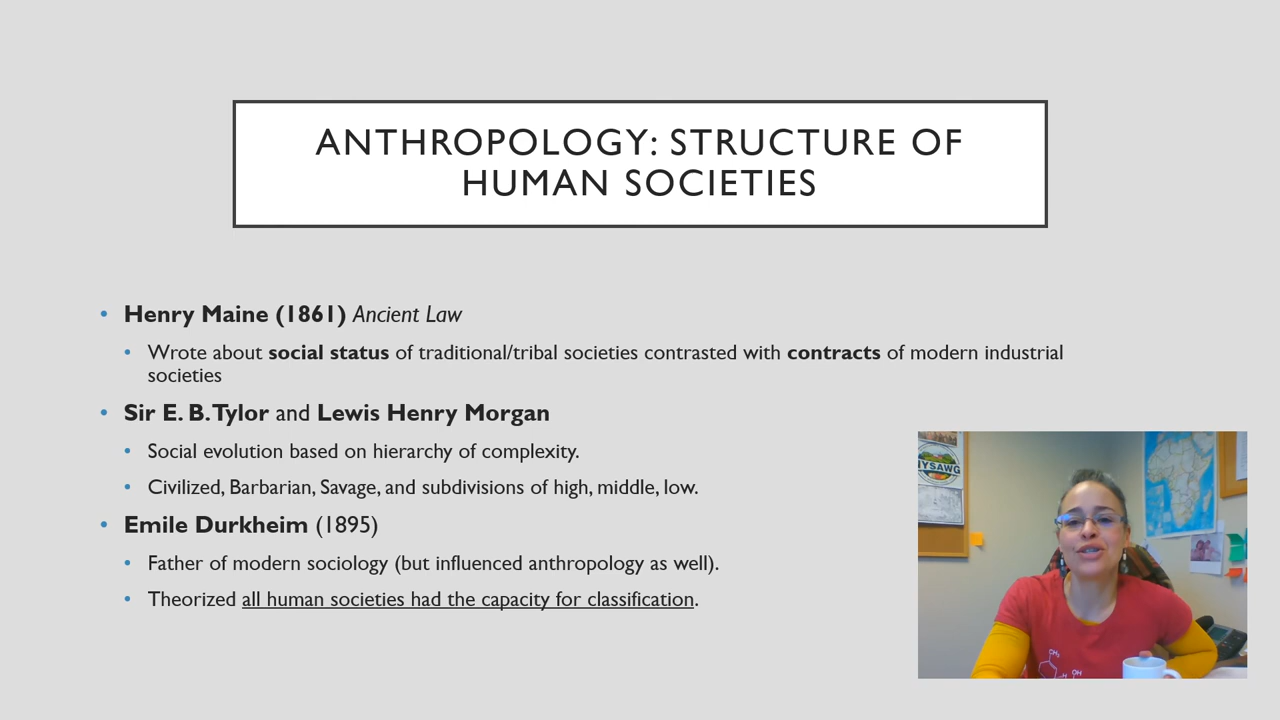 ANTHROPOLOGY: STRUCTURE OF
HUMAN SOCIETIES
• Henry Maine (1861) Ancient Law
• Wrote about social status of traditional/tribal societies contrasted with contracts of modern industrial
societies
• Sir E. B. Tylor and Lewis Henry Morgan
• Social evolution based on hierarchy of complexity.
• Civilized, Barbarian, Savage, and subdivisions of high, middle, low.
• Emile Durkheim (1895)
• Father of modern sociology (but influenced anthropology as well).
• Theorized all human societies had the capacity for classification.
NYSAWG
CH₃
OH